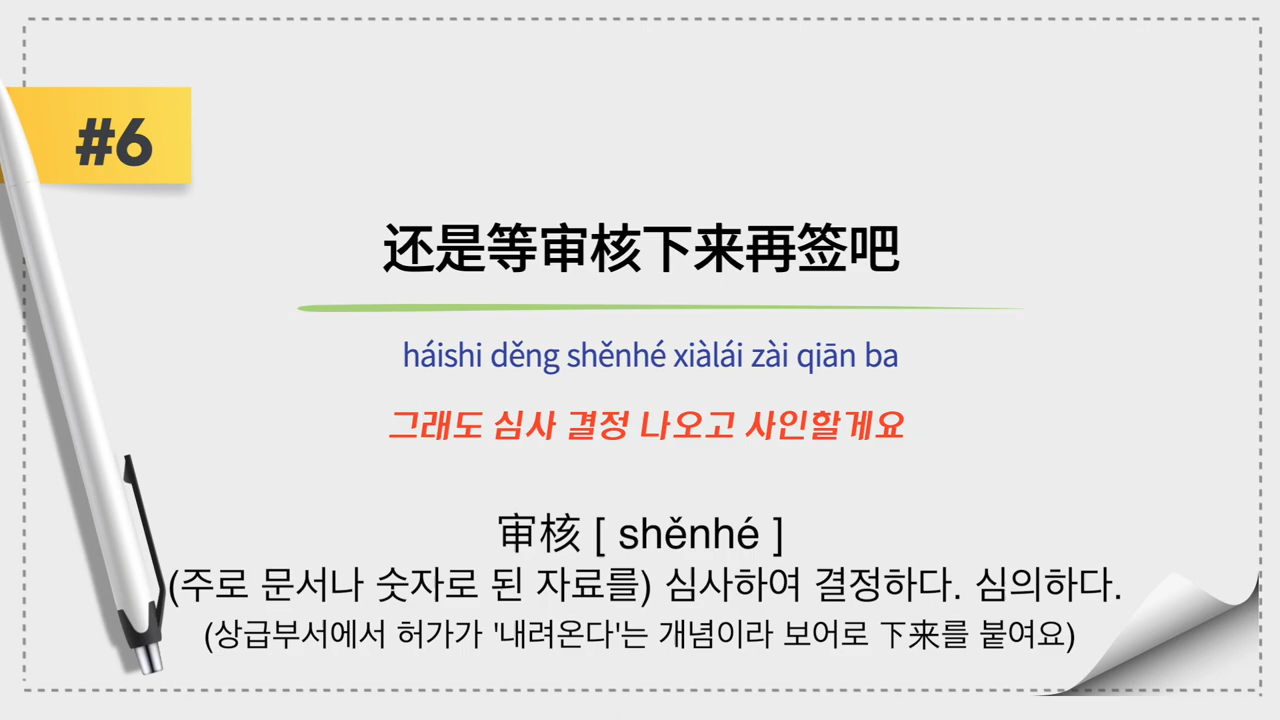 #6
还是等审核下来再签吧
háishi děng shěnhé xiàlái zài qiān ba
그래도 심사 결정 나오고 사인할게요
审核 [ shěnhé ]
(주로 문서나 숫자로 된 자료를) 심사하여 결정하다. 심의하다.
(상급부서에서 허가가 '내려온다'는 개념이라 보어로 下来를 붙여요)